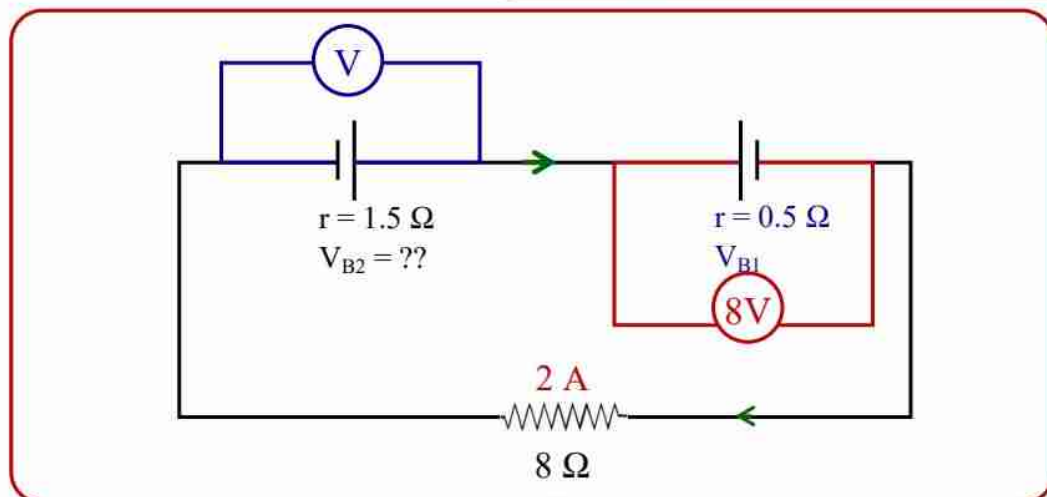 V
r = 1.5 Ω
V_B2 = ??
r = 0.5 Ω
V_B1
8V
2 A
8 Ω